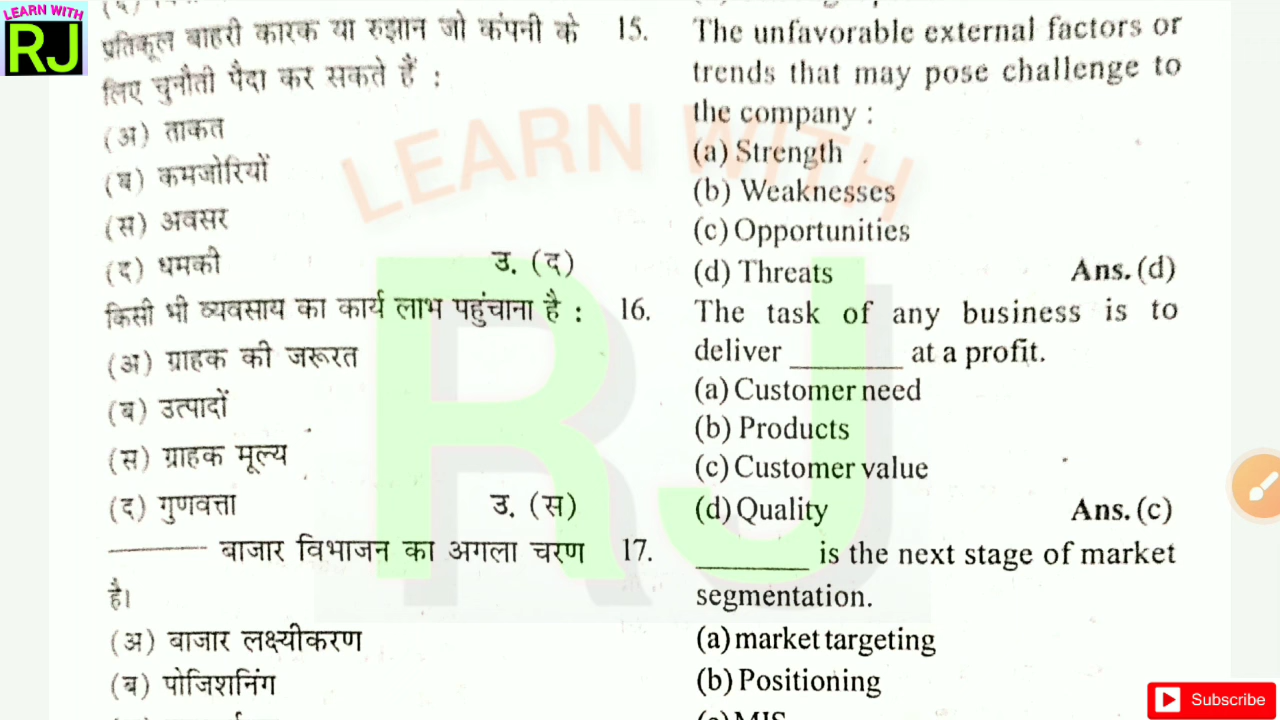 LEARN WITH
RJ
प्रतिकूल बाहरी कारक या रुझान जो कंपनी के
लिए चुनौती पैदा कर सकते हैं :
(अ) ताकत
(ब) कमजोरियों
(स) अवसर
(द) धमकी उ. (द)
किसी भी व्यवसाय का कार्य लाभ पहुंचाना है :
(अ) ग्राहक की जरूरत
(ब) उत्पादों
(स) ग्राहक मूल्य
(द) गुणवत्ता उ. (स)
______ बाजार विभाजन का अगला चरण
है।
(अ) बाजार लक्ष्यीकरण
(ब) पोजिशनिंग
15. The unfavorable external factors or
trends that may pose challenge to
the company :
(a) Strength
(b) Weaknesses
(c) Opportunities
(d) Threats Ans. (d)
16. The task of any business is to
deliver ________ at a profit.
(a) Customer need
(b) Products
(c) Customer value
(d) Quality Ans. (c)
17. ________ is the next stage of market
segmentation.
(a) market targeting
(b) Positioning
(c) MIS
LEARN WITH
RJ
Subscribe